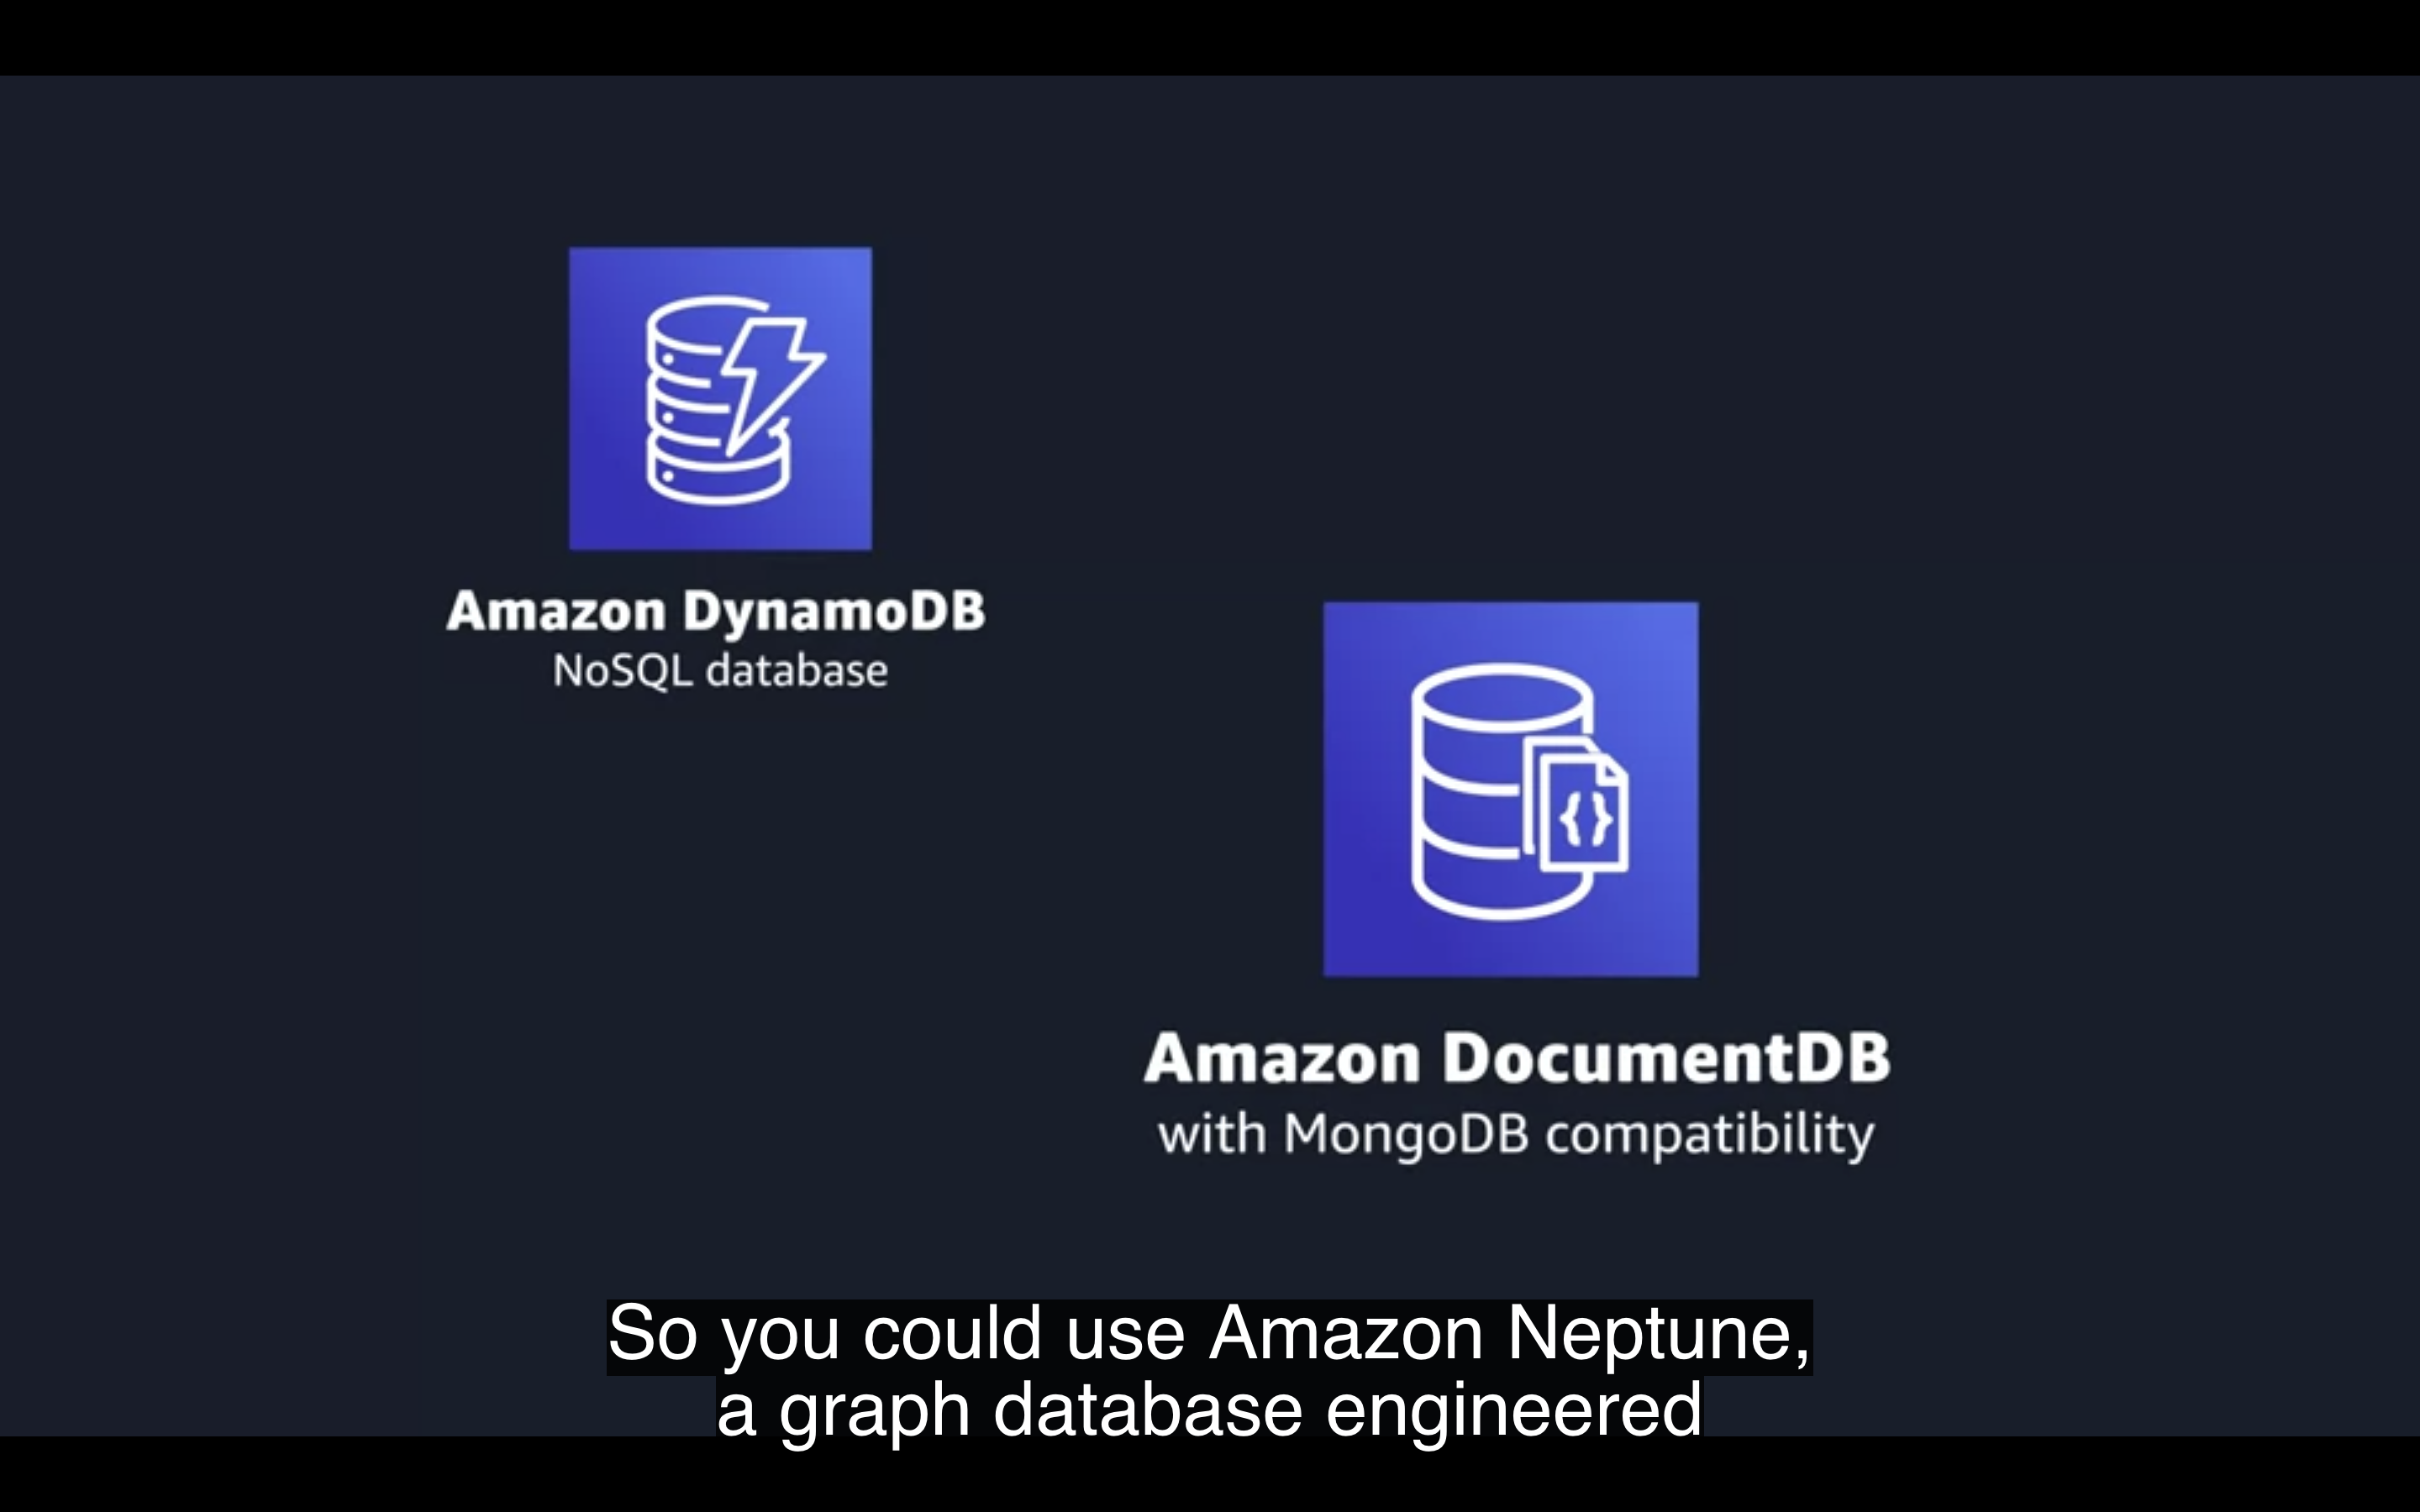 Amazon DynamoDB
NoSQL database
{}
Amazon DocumentDB
with MongoDB compatibility
So you could use Amazon Neptune,
a graph database engineered